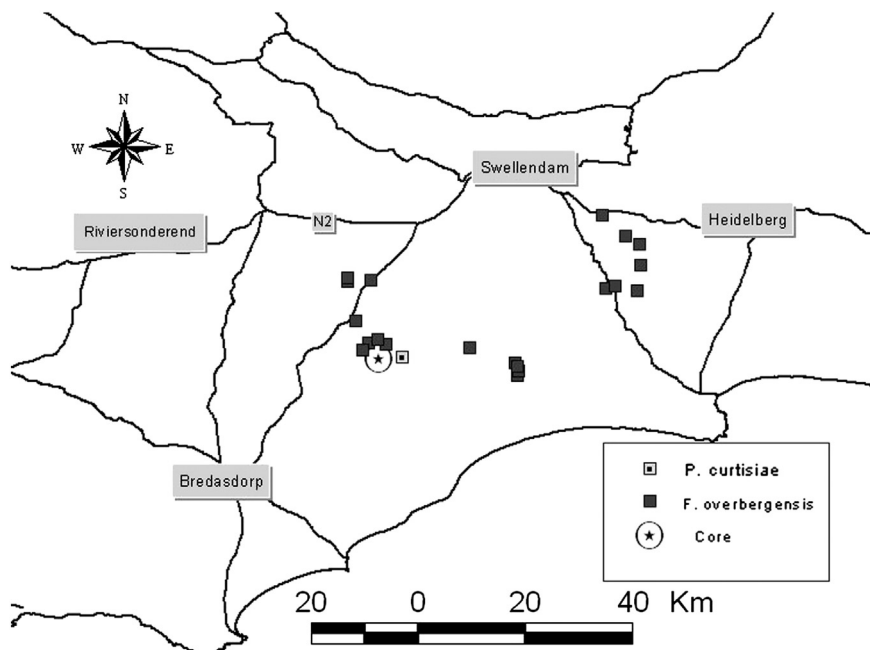 N
W E
S
Swellendam
Riviersonderend
N2
Heidelberg
Bredasdorp
P. curtisiae
F. overbergensis
Core
20 0 20 40 Km